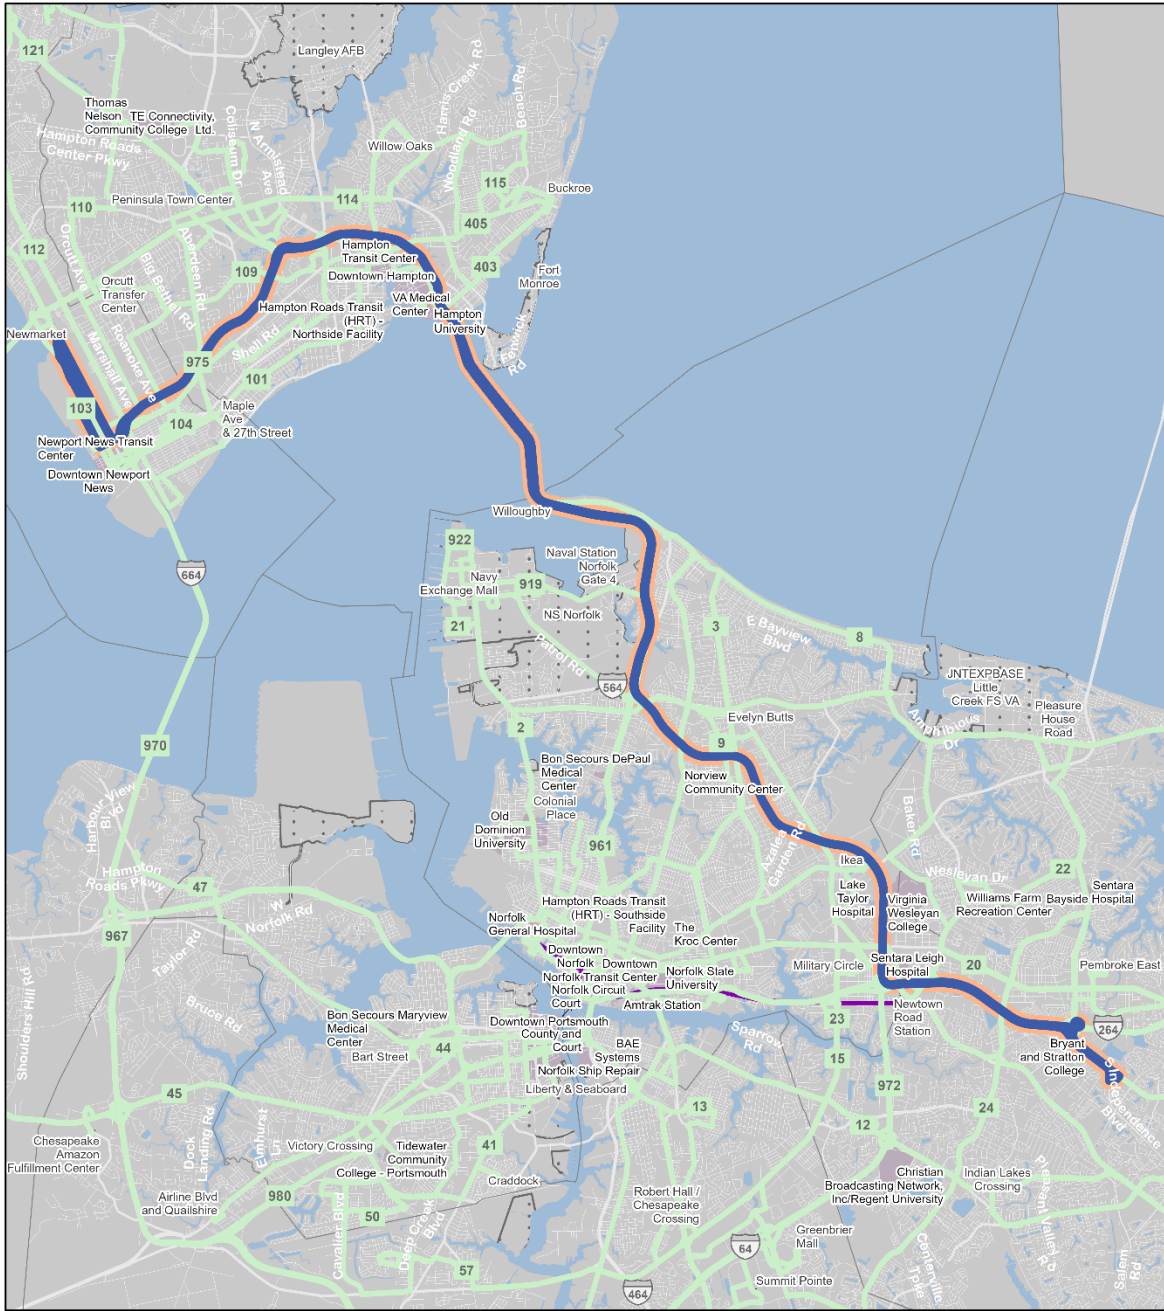 Langley AFB
121
Harris Creek Rd
Beach Rd
Thomas
Nelson
Community College
TE Connectivity,
Ltd.
Coliseum Dr
N Armistead
Ave
Hampton Roads
Center Pkwy
Willow Oaks
Woodland Rd
115
Buckroe
110
Peninsula Town Center
114
405
112
Orcutt Ave
Aberdeen Rd
Big Bethel Rd
109
Hampton
Transit Center
Downtown Hampton
403
Fort
Monroe
Orcutt
Transfer
Center
VA Medical
Center
Hampton Roads Transit
(HRT) -
Northside Facility
Hampton
University
Newmarket
Shell Rd
Fenwick
Rd
Marshall Ave
Roanoke Ave
975
101
103
104
Maple
Ave
& 27th Street
Newport News Transit
Center
Downtown Newport
News
Willoughby
922
Naval Station
Norfolk
Gate 4
664
Navy
Exchange Mall
919
NS Norfolk
21
3
E Bayview
Blvd
8
Patrol Rd
564
JNTEXPBASE
Little
Creek FS VA
Pleasure
House
Road
2
Evelyn Butts
Amphibious
Dr
970
9
Bon Secours DePaul
Medical
Center
Norview
Community Center
Harbour View
Blvd
Colonial
Place
Old
Dominion
University
961
Azalea
Garden Rd
Baker Rd
Ikea
Hampton
Roads Pkwy
47
Wesleyan Dr
22
Lake
Taylor
Hospital
Virginia
Wesleyan
College
Williams Farm
Recreation Center
Sentara
Bayside Hospital
W
Norfolk Rd
Hampton Roads Transit
(HRT) - Southside
Facility
Norfolk
General Hospital
The
Kroc Center
967
Taylor Rd
Downtown
Norfolk
Downtown
Norfolk Transit Center
Norfolk Circuit
Court
Norfolk State
University
Military Circle
Sentara Leigh
Hospital
20
Pembroke East
Shoulders Hill Rd
Bruce Rd
Amtrak Station
Newtown
Road
Station
Bon Secours Maryview
Medical
Center
Downtown Portsmouth
County and
Court
23
264
Sparrow
Rd
44
Bart Street
BAE
Systems
Norfolk Ship Repair
Bryant
and Stratton
College
15
972
S Independence
Blvd
Liberty & Seaboard
45
13
24
12
Elmhurst
Ln
Dock
Landing Rd
Chesapeake
Amazon
Fulfillment Center
Victory Crossing
Tidewater
Community
College - Portsmouth
41
Craddock
Christian
Broadcasting Network,
Inc/Regent University
Indian Lakes
Crossing
Pleasant Valley
Rd
Airline Blvd
and Quailshire
980
50
Cavalier Blvd
Deep Creek
Blvd
Robert Hall /
Chesapeake
Crossing
Greenbrier
Mall
64
Centerville
Tpke
Salem
Rd
57
464
Summit Pointe